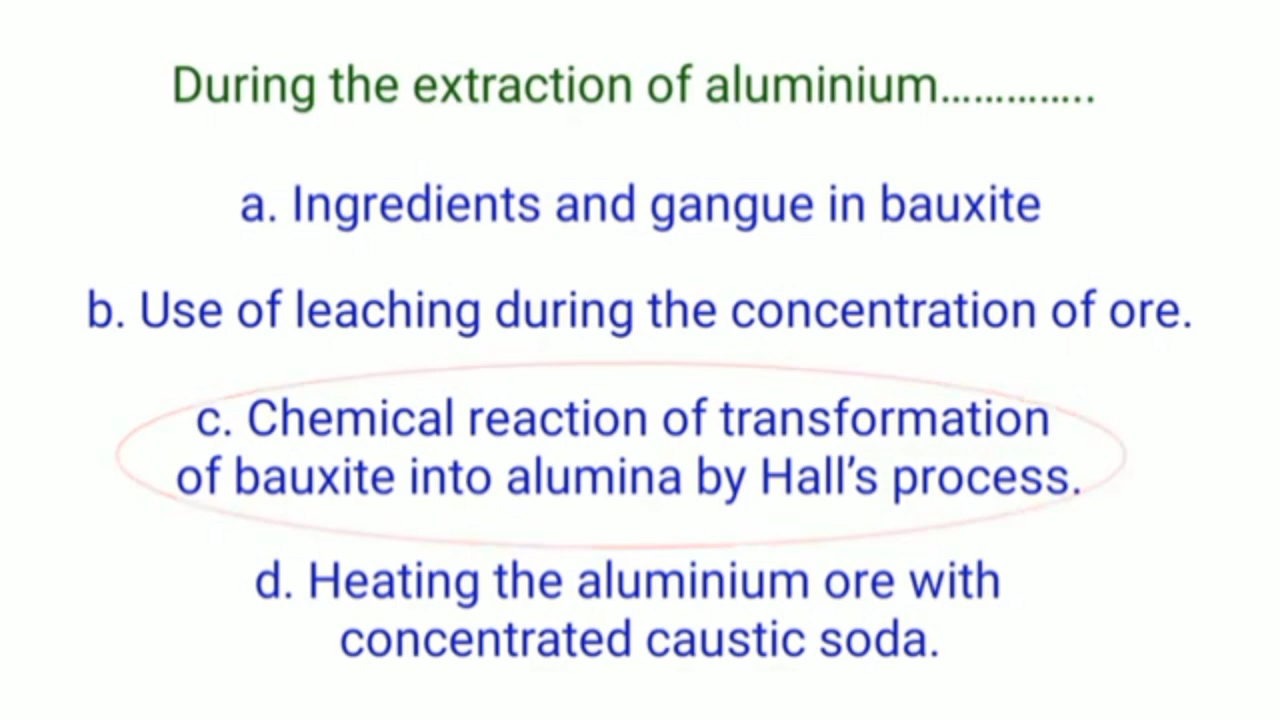 During the extraction of aluminium…………..
a. Ingredients and gangue in bauxite
b. Use of leaching during the concentration of ore.
c. Chemical reaction of transformation
of bauxite into alumina by Hall’s process.
d. Heating the aluminium ore with
concentrated caustic soda.